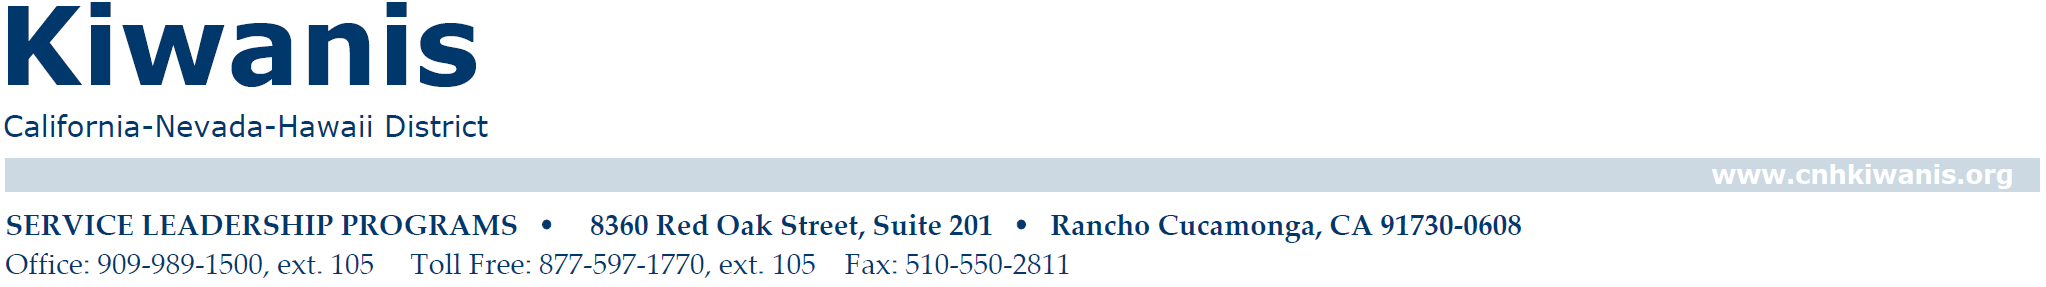 Kiwanis
California-Nevada-Hawaii District
www.cnhkiwanis.org
SERVICE LEADERSHIP PROGRAMS • 8360 Red Oak Street, Suite 201 • Rancho Cucamonga, CA 91730-0608
Office: 909-989-1500, ext. 105 Toll Free: 877-597-1770, ext. 105 Fax: 510-550-2811